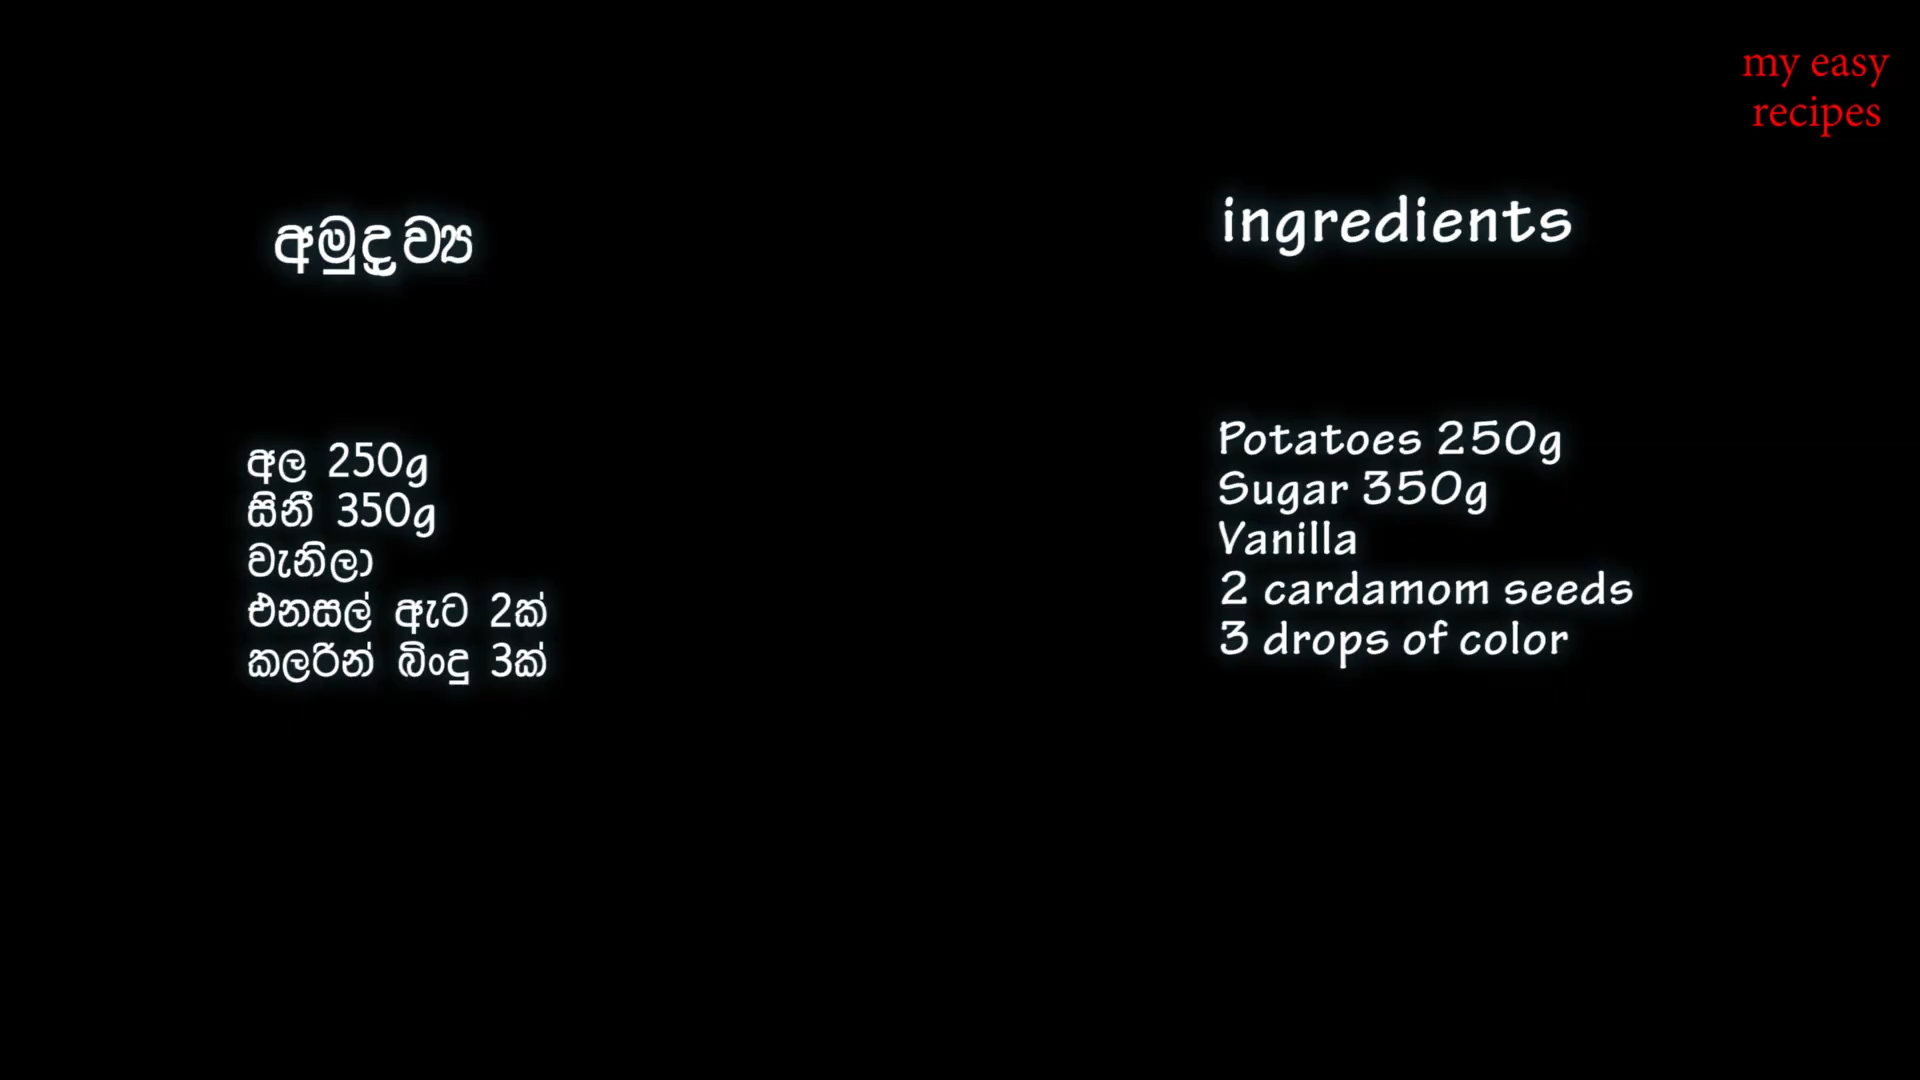 my easy
recipes
අමුද්‍රව්‍ය
අල 250g
සිනී 350g
වැනිලා
එනසල් ඇට 2ක්
කලරින් බිංදු 3ක්
ingredients
Potatoes 250g
Sugar 350g
Vanilla
2 cardamom seeds
3 drops of color